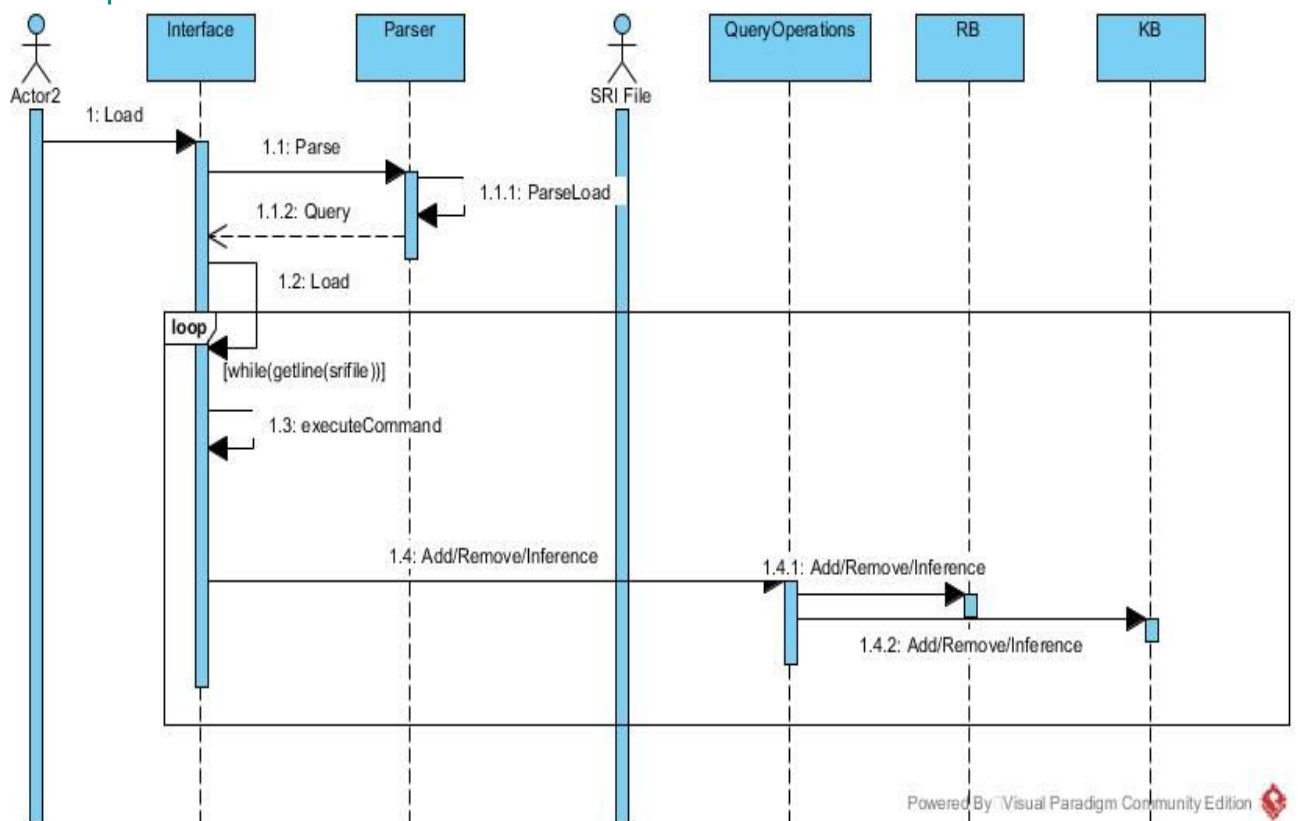 Interface
Parser
QueryOperations
RB
KB
Actor2
SRI File
1: Load
1.1: Parse
1.1.1: ParseLoad
1.1.2: Query
1.2: Load
loop
[while(getline(srifile))]
1.3: executeCommand
1.4: Add/Remove/Inference
1.4.1: Add/Remove/Inference
1.4.2: Add/Remove/Inference
Powered By Visual Paradigm Community Edition